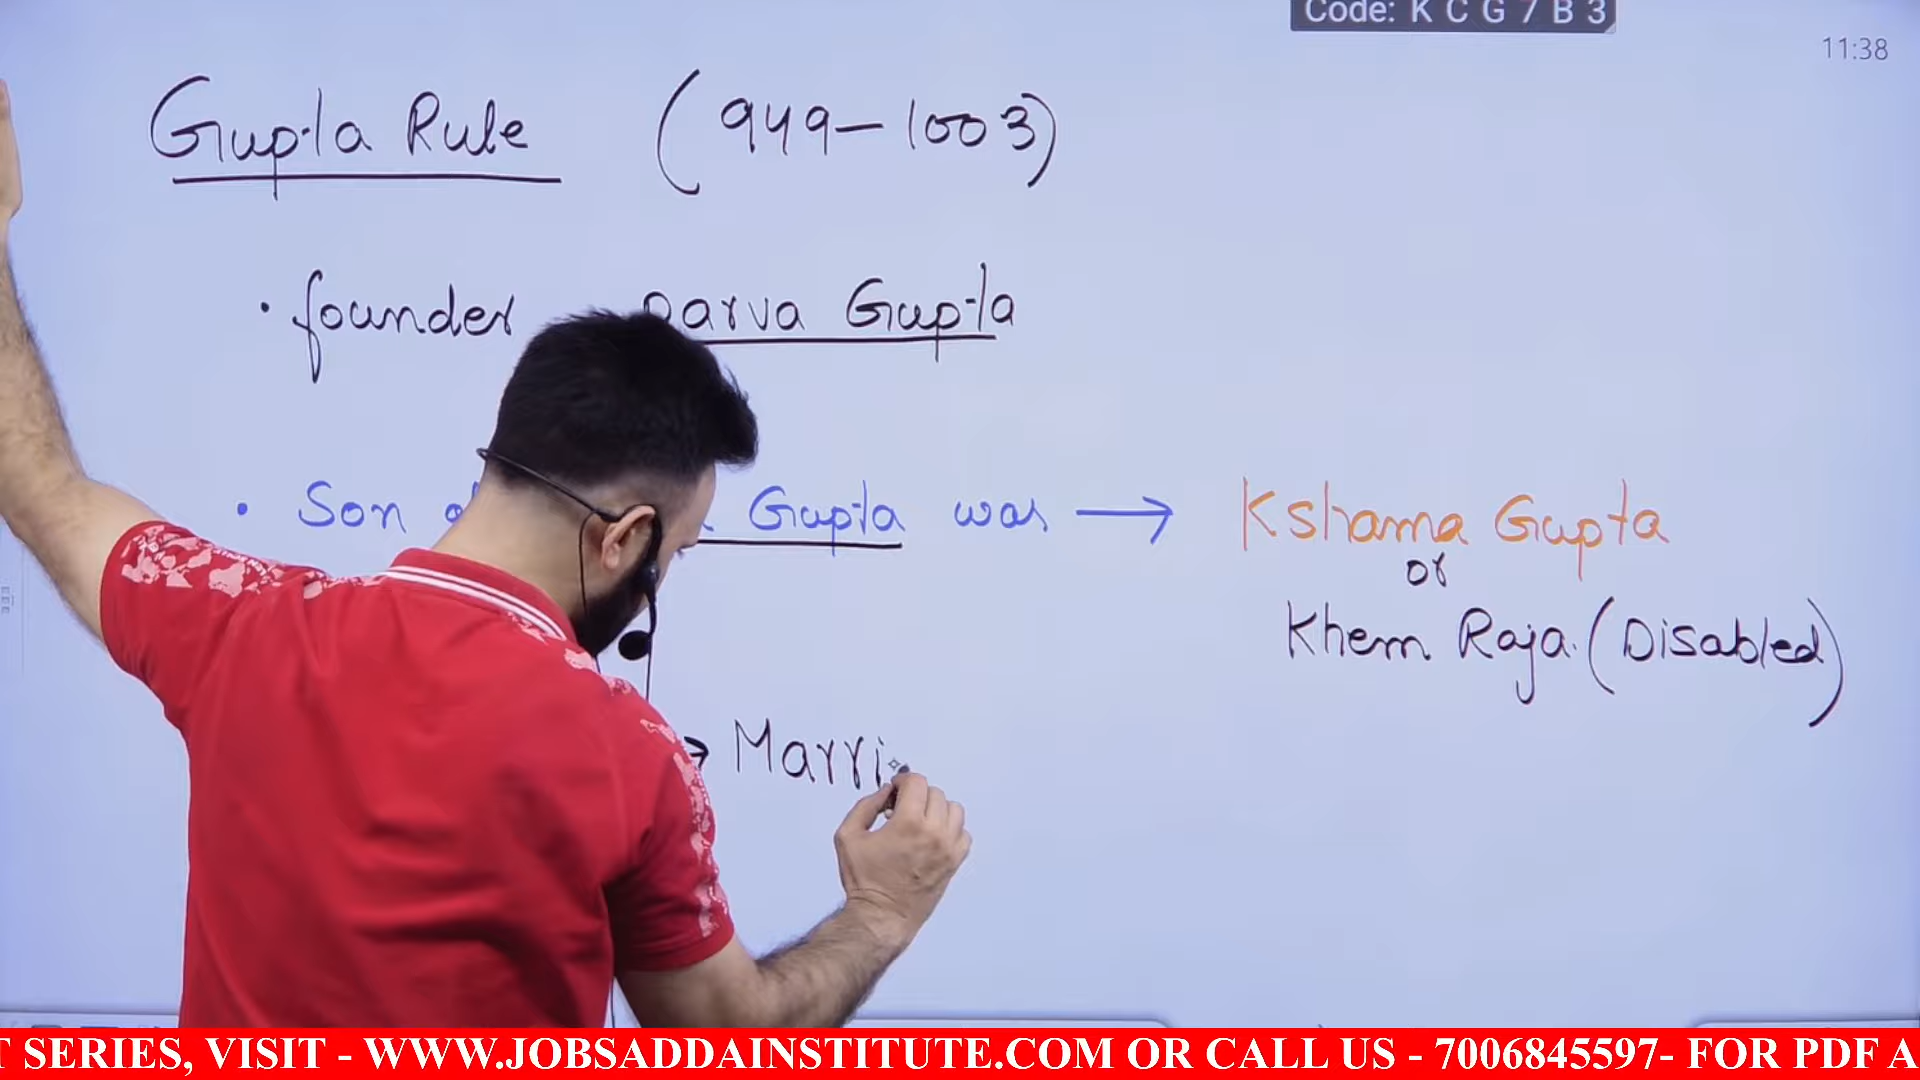 Code: K C G 7 B 3
11:38
Gupta Rule (949-1003)
• founder Parva Gupta
• Son Gupta was → Kshama Gupta
or
Khem Raja. (Disabled)
→ Marri
T SERIES, VISIT - WWW.JOBSADDAINSTITUTE.COM OR CALL US - 7006845597- FOR PDF A